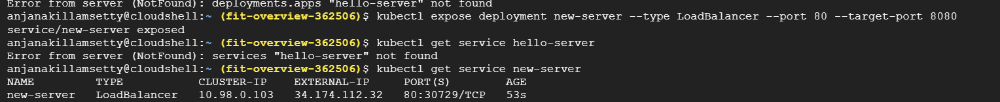 Error from server (NotFound): deployments.apps "hello-server" not found
anjanakillamsetty@cloudshell:~ (fit-overview-362506)$ kubectl expose deployment new-server --type LoadBalancer --port 80 --target-port 8080
service/new-server exposed
anjanakillamsetty@cloudshell:~ (fit-overview-362506)$ kubectl get service hello-server
Error from server (NotFound): services "hello-server" not found
anjanakillamsetty@cloudshell:~ (fit-overview-362506)$ kubectl get service new-server
NAME         TYPE           CLUSTER-IP    EXTERNAL-IP     PORT(S)        AGE
new-server   LoadBalancer   10.98.0.103   34.174.112.32   80:30729/TCP   53s